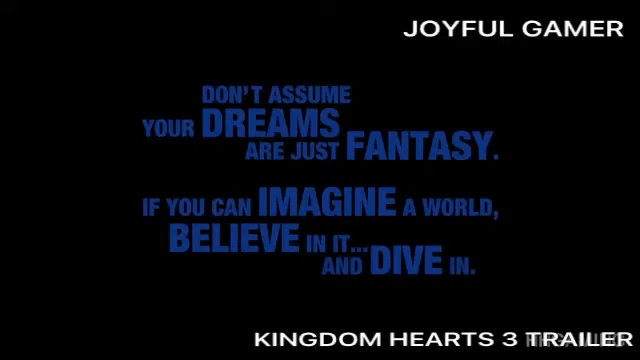 JOYFUL GAMER
DON'T ASSUME
YOUR DREAMS
ARE JUST FANTASY.
IF YOU CAN IMAGINE A WORLD,
BELIEVE IN IT...
AND DIVE IN.
KINGDOM HEARTS 3 TRAILER